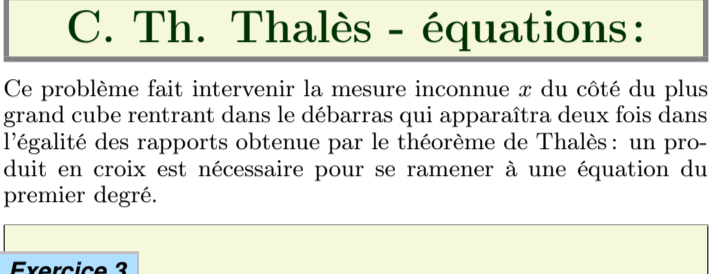 C. Th. Thalès - équations:
Ce problème fait intervenir la mesure inconnue x du côté du plus
grand cube rentrant dans le débarras qui apparaîtra deux fois dans
l'égalité des rapports obtenue par le théorème de Thalès : un pro-
duit en croix est nécessaire pour se ramener à une équation du
premier degré.
Exercice 3